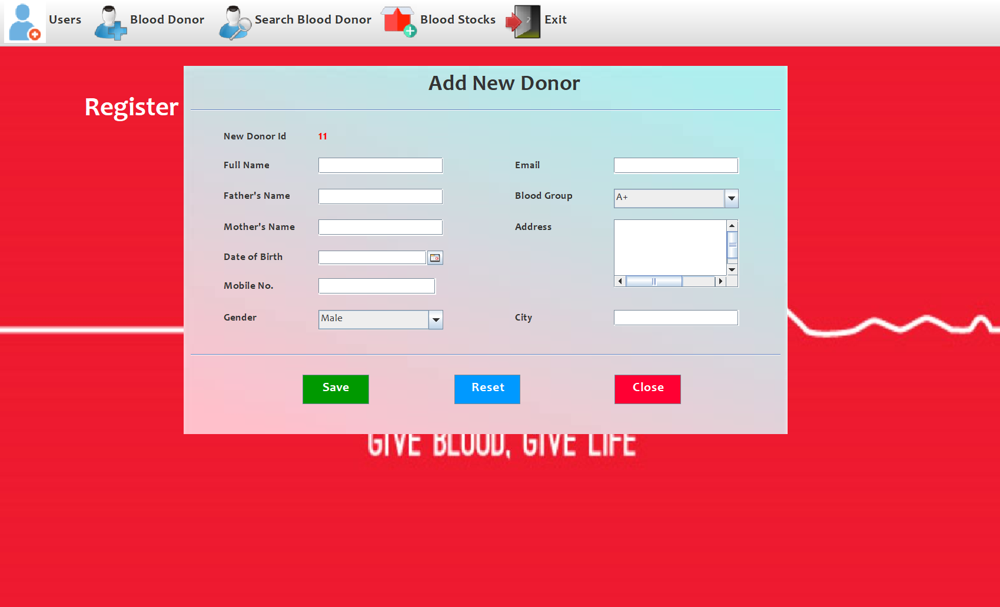 Users Blood Donor Search Blood Donor Blood Stocks Exit
Register
Add New Donor
New Donor Id 11
Full Name
Email
Father's Name
Blood Group A+
Mother's Name
Address
Date of Birth
Mobile No.
Gender Male
City
Save Reset Close
GIVE BLOOD, GIVE LIFE